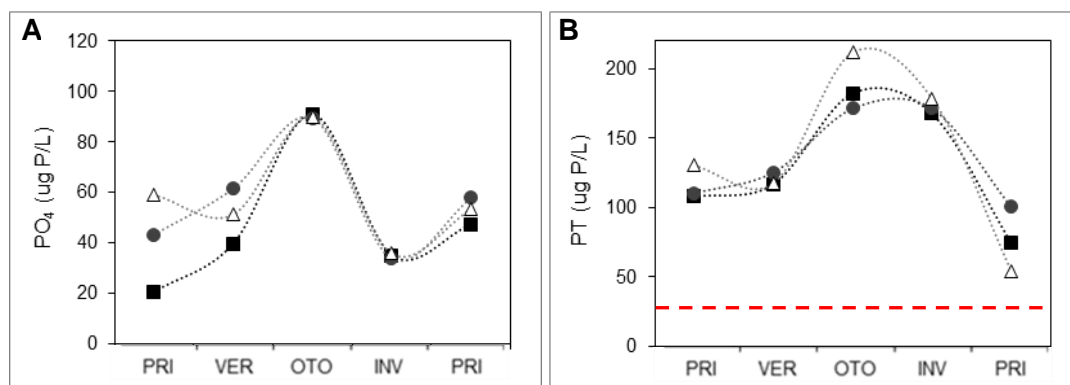 A
PO4 (ug P/L)
120
100
80
60
40
20
0
PRI VER OTO INV PRI
B
PT (ug P/L)
200
150
100
50
0
PRI VER OTO INV PRI